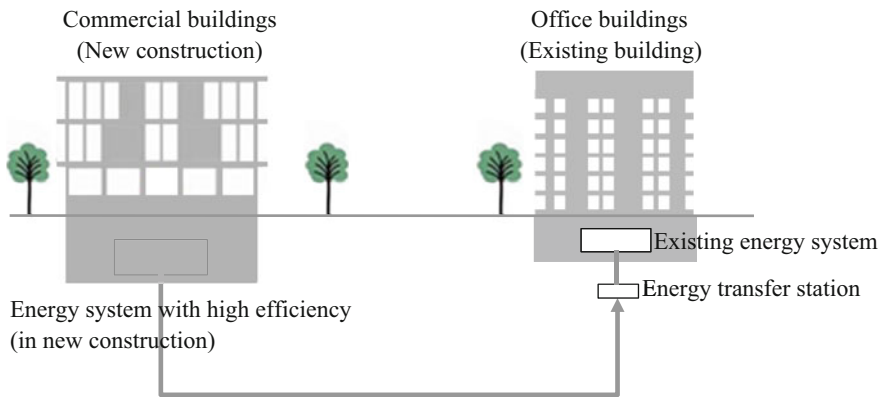 Commercial buildings
(New construction)
Office buildings
(Existing building)
Existing energy system
Energy transfer station
Energy system with high efficiency
(in new construction)